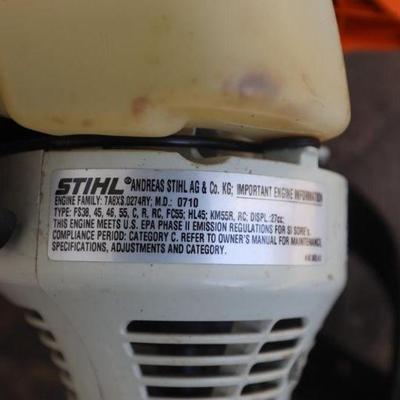 STIHL® ANDREAS STIHL AG & Co. KG; IMPORTANT ENGINE INFORMATION
ENGINE FAMILY: 7A8XS.0274RY; M.D.: 0710
TYPE: FS38, 45, 46, 55, C, R, RC, FC55; HL45; KM55R, RC; DISPL:27cc;
THIS ENGINE MEETS U.S. EPA PHASE II EMISSION REGULATIONS FOR SI SORE's.
COMPLIANCE PERIOD: CATEGORY C. REFER TO OWNER'S MANUAL FOR MAINTENANCE
SPECIFICATIONS, ADJUSTMENTS AND CATEGORY.